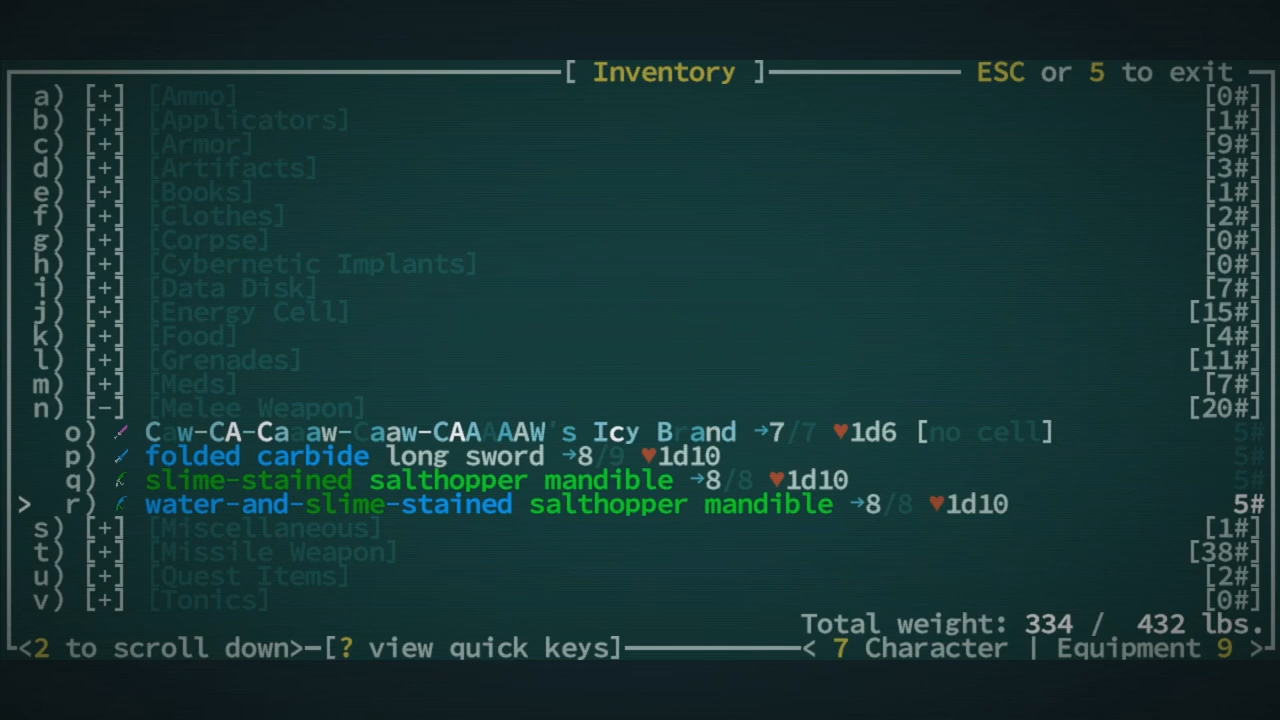 [ Inventory ] ESC or 5 to exit
a) [+] [Ammo] [0#]
b) [+] [Applicators] [1#]
c) [+] [Armor] [9#]
d) [+] [Artifacts] [3#]
e) [+] [Books] [1#]
f) [+] [Clothes] [2#]
g) [+] [Corpse] [0#]
h) [+] [Cybernetic Implants] [0#]
i) [+] [Data Disk] [7#]
j) [+] [Energy Cell] [15#]
k) [+] [Food] [4#]
l) [+] [Grenades] [11#]
m) [+] [Meds] [7#]
n) [-] [Melee Weapon] [20#]
o) Caw-CA-Caaaaw-Caaw-CAAAAAW's Icy Brand →7/7 ♥1d6 [no cell] 5#
p) folded carbide long sword →8/9 ♥1d10 5#
q) slime-stained salthopper mandible →8/8 ♥1d10 5#
> r) water-and-slime-stained salthopper mandible →8/8 ♥1d10 5#
s) [+] [Miscellaneous] [1#]
t) [+] [Missile Weapon] [38#]
u) [+] [Quest Items] [2#]
v) [+] [Tonics] [0#]
Total weight: 334 / 432 lbs.
<2 to scroll down> [? view quick keys] < 7 Character | Equipment 9 >